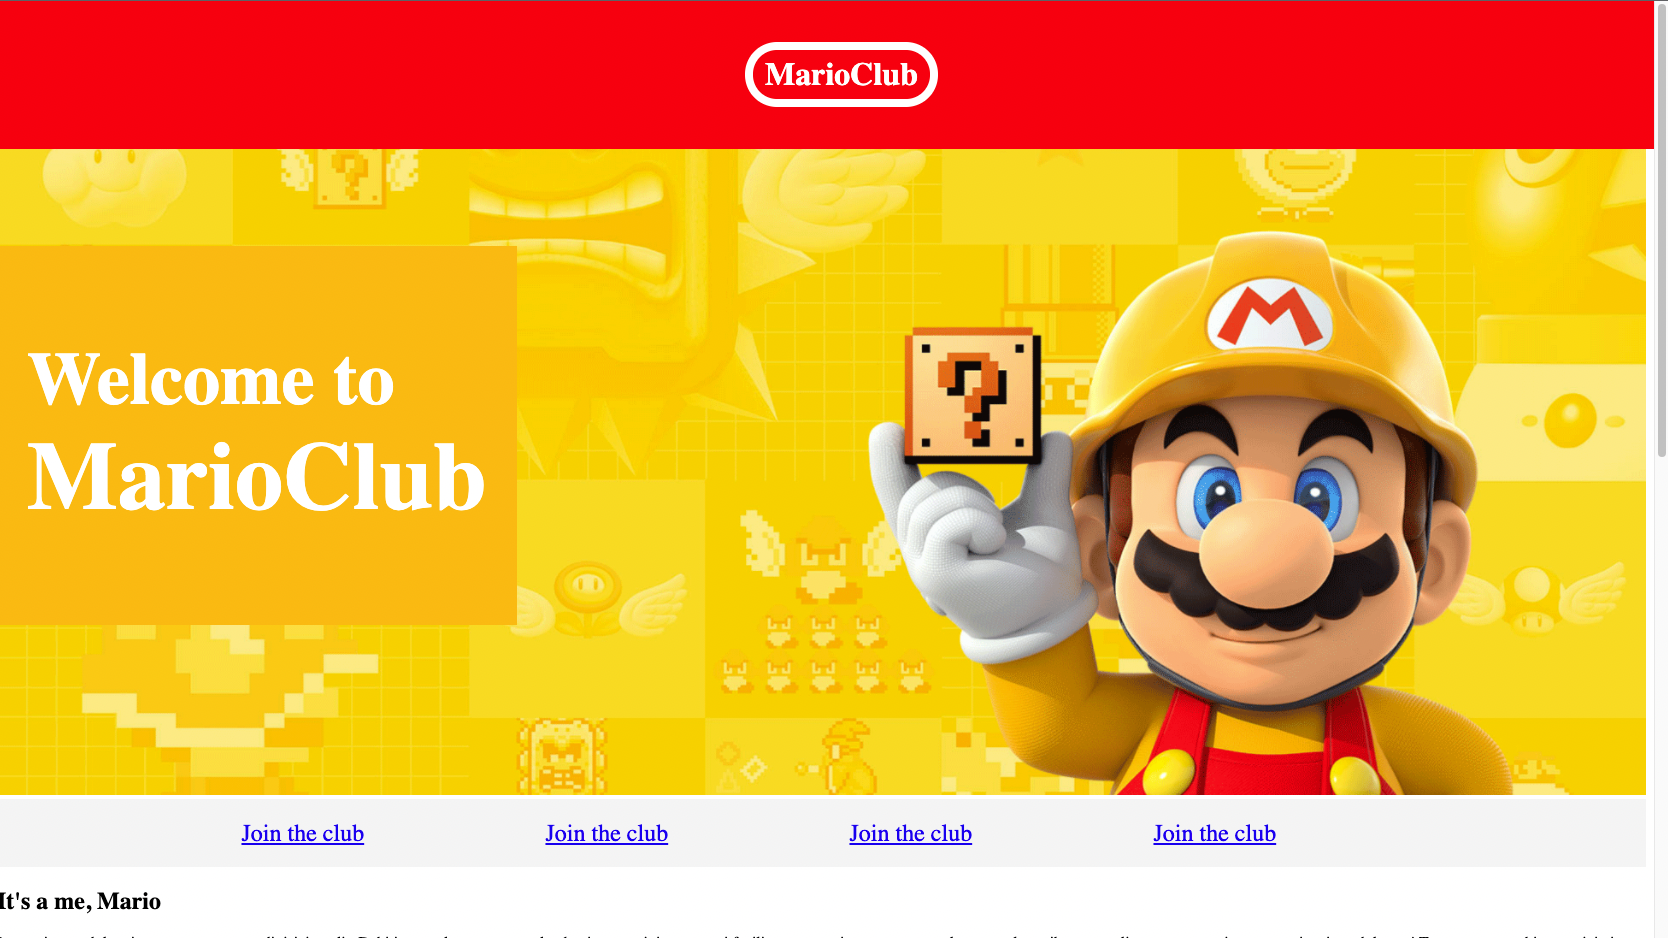 MarioClub
M
?
Welcome to
MarioClub
Join the club
Join the club
Join the club
Join the club
It's a me, Mario